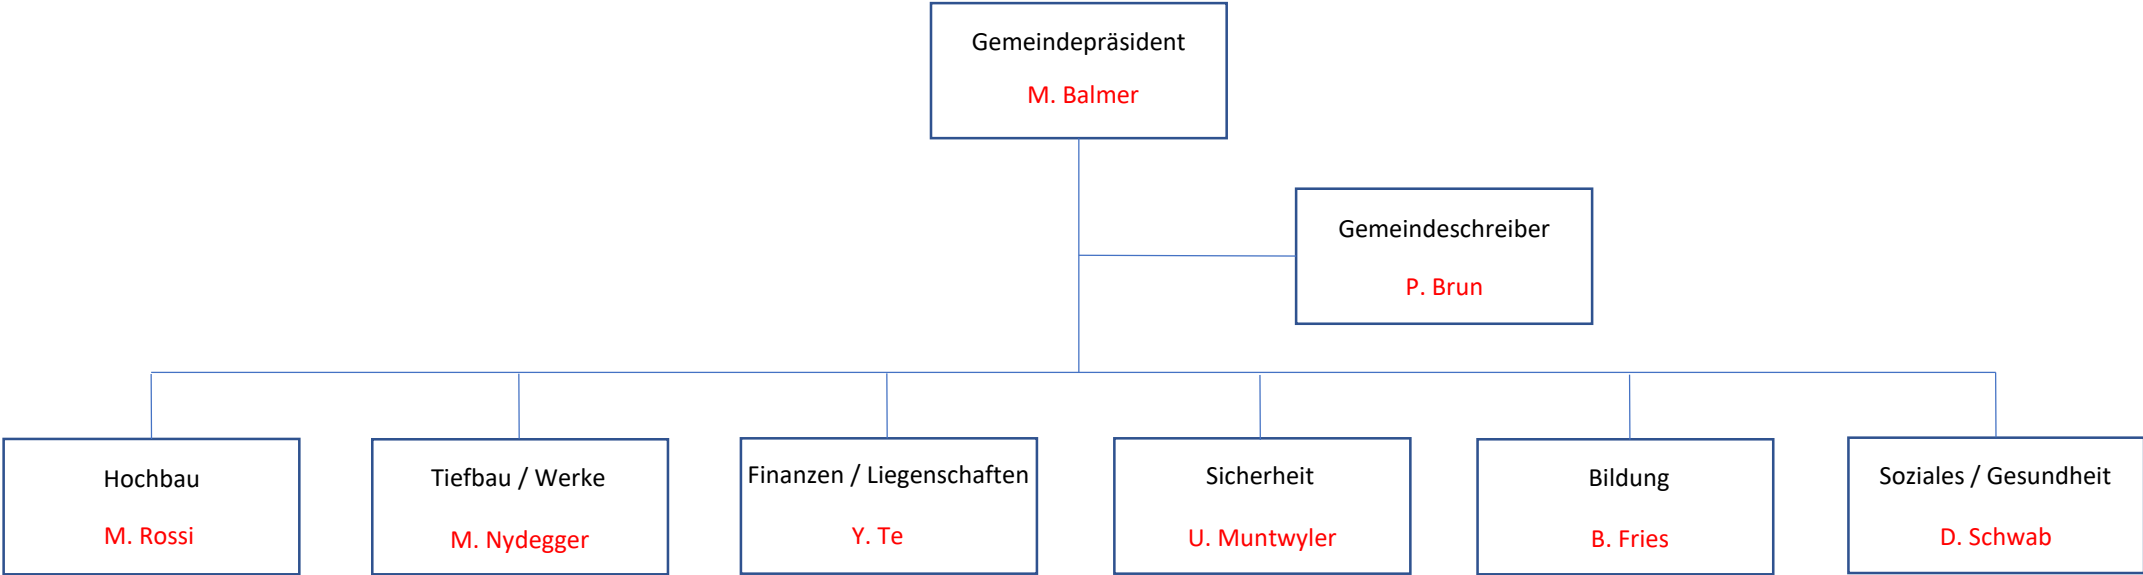 Gemeindepräsident
M. Balmer
Gemeindeschreiber
P. Brun
Hochbau
M. Rossi
Tiefbau / Werke
M. Nydegger
Finanzen / Liegenschaften
Y. Te
Sicherheit
U. Muntwyler
Bildung
B. Fries
Soziales / Gesundheit
D. Schwab